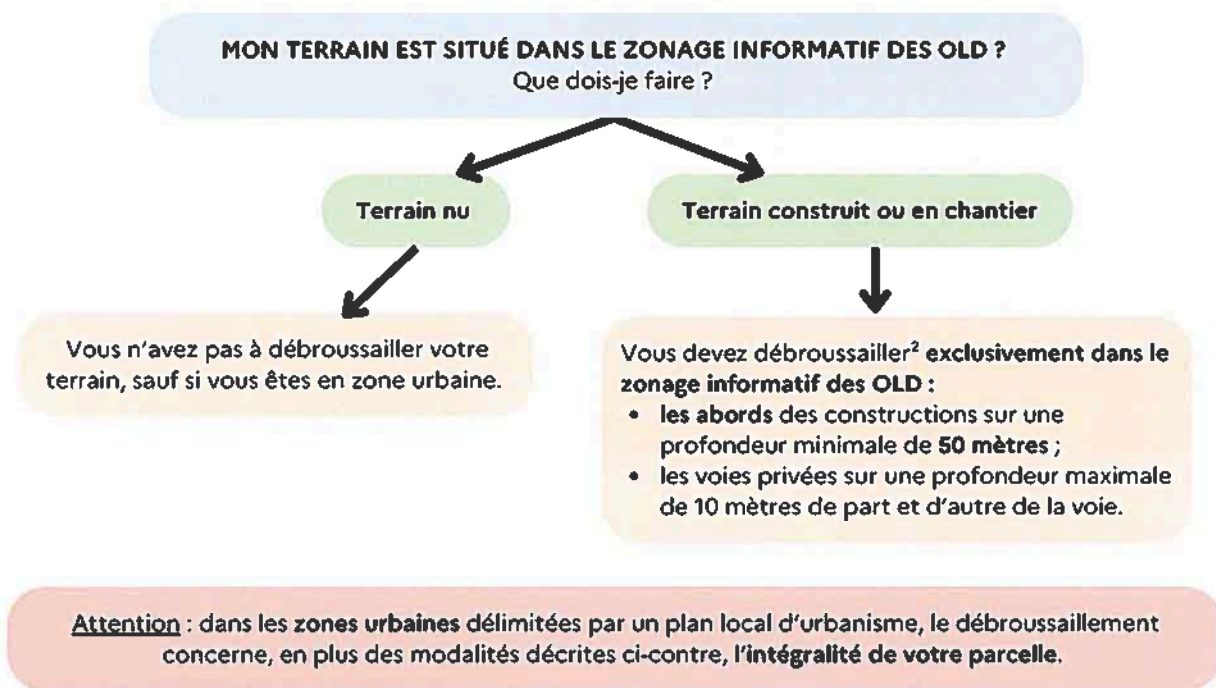 MON TERRAIN EST SITUÉ DANS LE ZONAGE INFORMATIF DES OLD ?
Que dois-je faire ?
Terrain nu
Terrain construit ou en chantier
Vous n'avez pas à débroussailler votre
terrain, sauf si vous êtes en zone urbaine.
Vous devez débroussailler² exclusivement dans le
zonage informatif des OLD :
• les abords des constructions sur une
profondeur minimale de 50 mètres ;
• les voies privées sur une profondeur maximale
de 10 mètres de part et d'autre de la voie.
Attention : dans les zones urbaines délimitées par un plan local d'urbanisme, le débroussaillement
concerne, en plus des modalités décrites ci-contre, l'intégralité de votre parcelle.